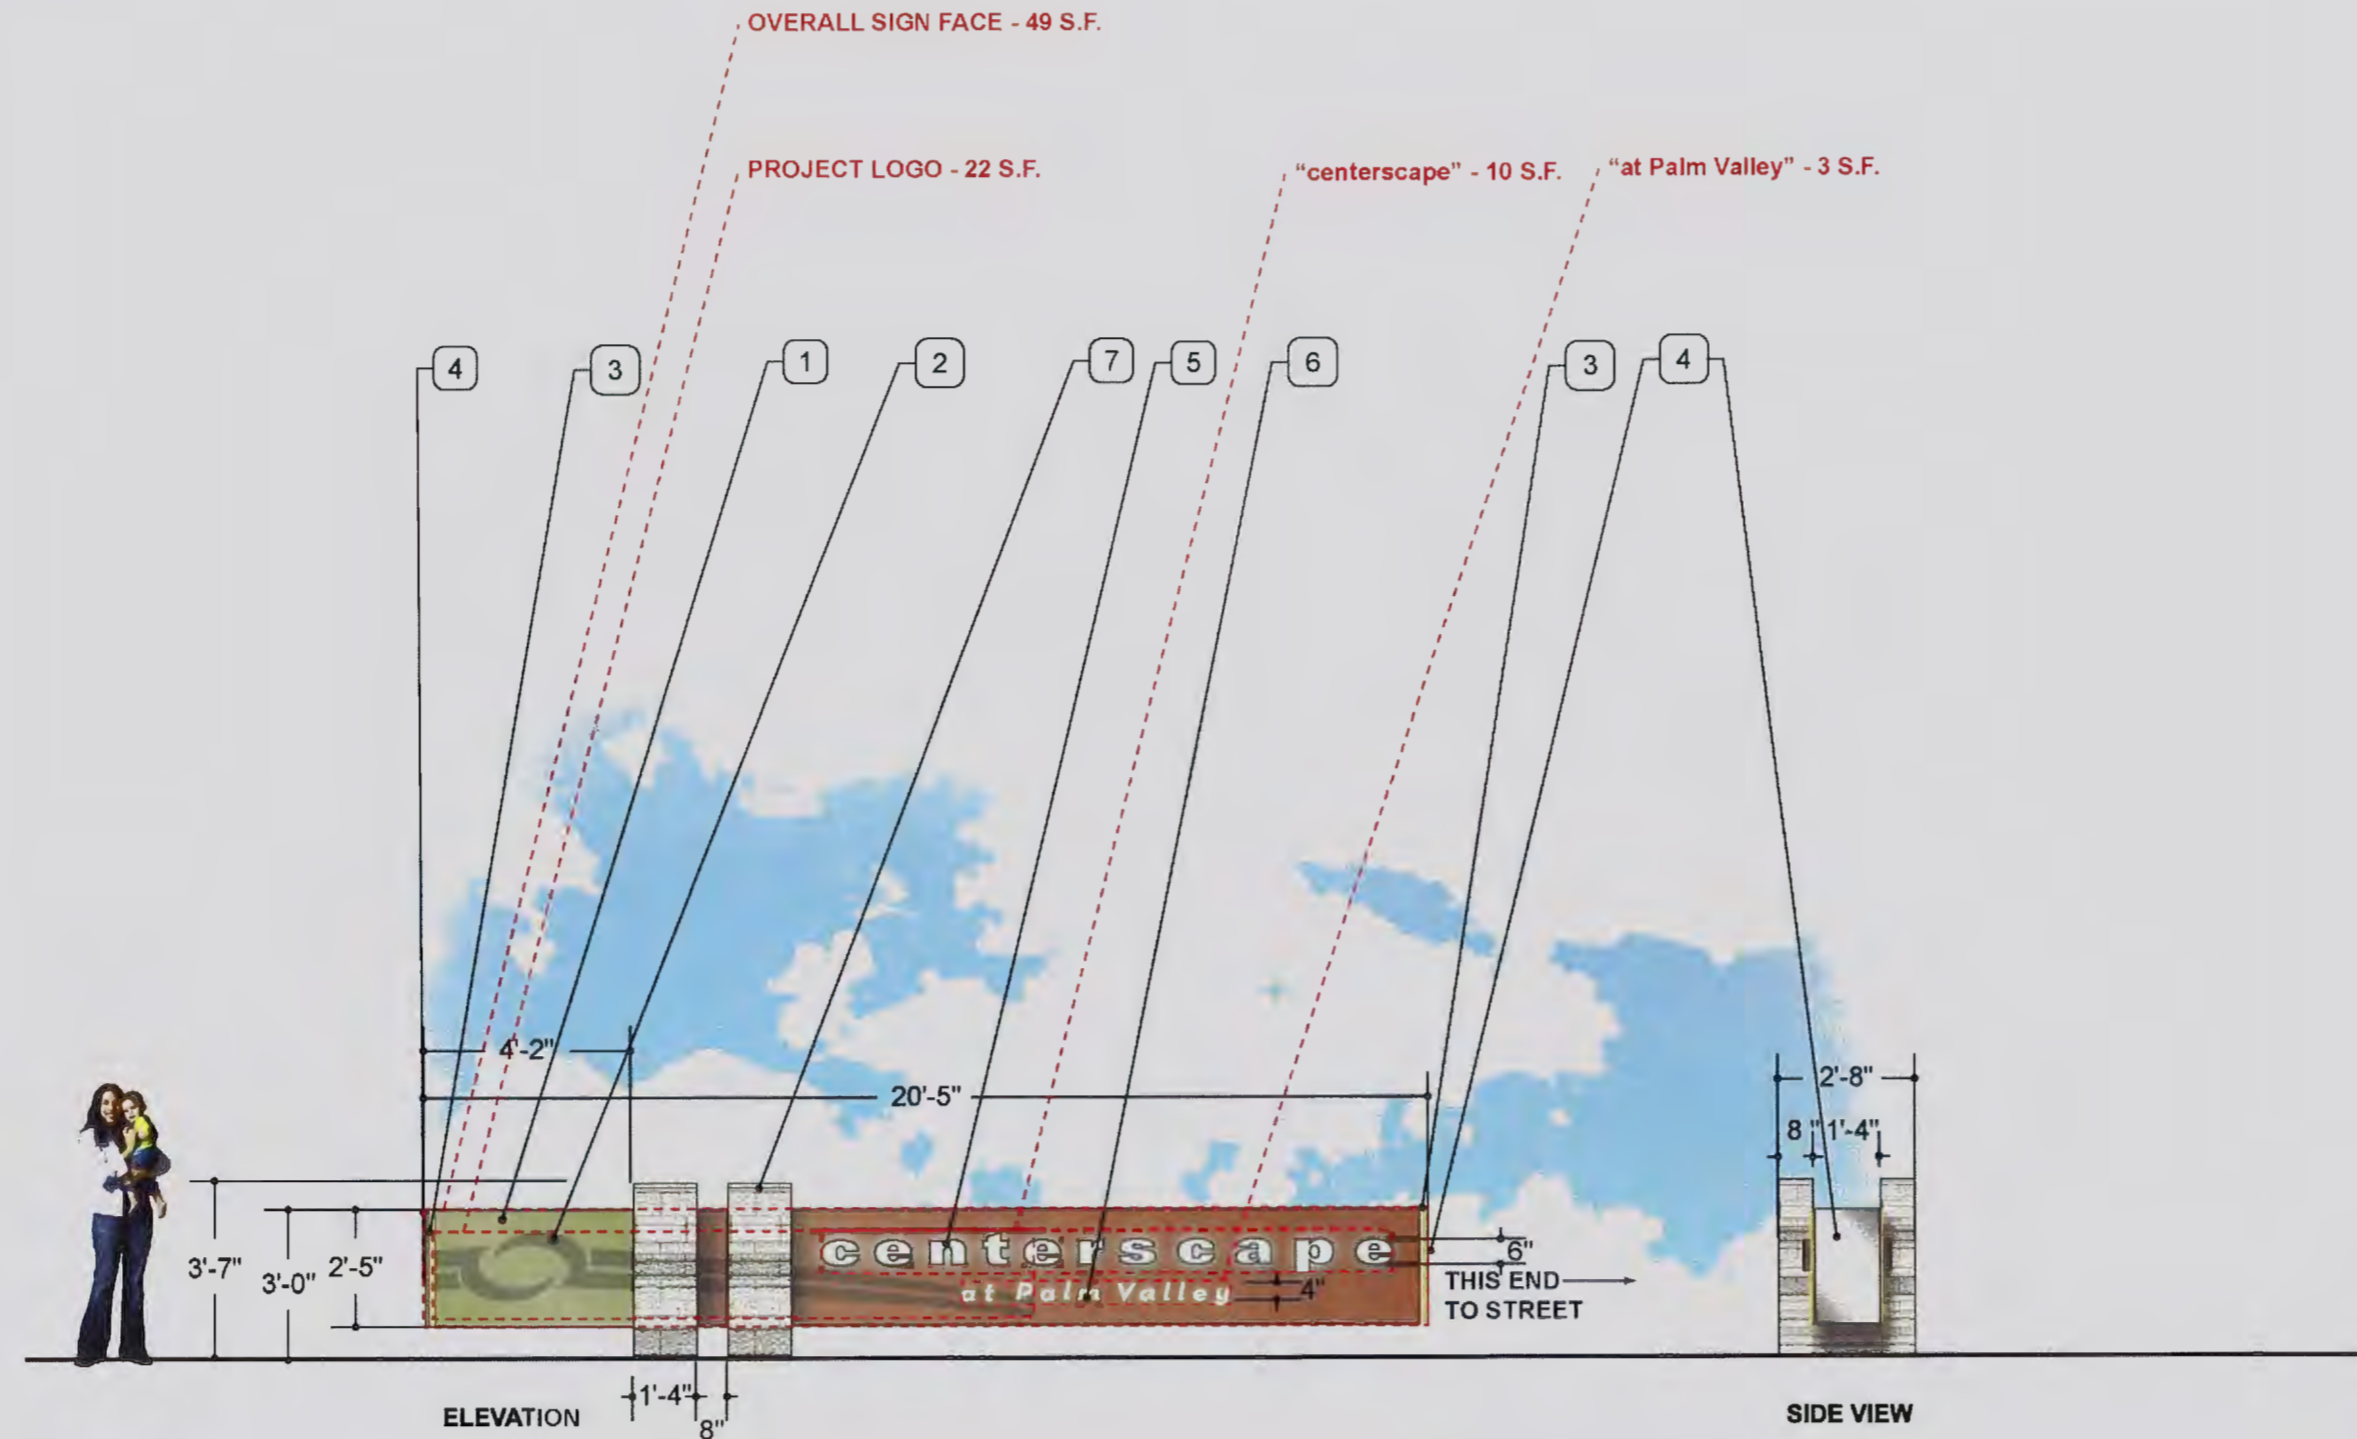 OVERALL SIGN FACE - 49 S.F.
PROJECT LOGO - 22 S.F.
“centerscape” - 10 S.F.
“at Palm Valley” - 3 S.F.
4
3
1
2
7
5
6
3
4
4'-2"
20'-5"
2'-8"
8"
1'-4"
3'-7"
3'-0"
2'-5"
centerscape
at Palm Valley
6"
4"
THIS END
TO STREET
1'-4"
8"
ELEVATION
SIDE VIEW